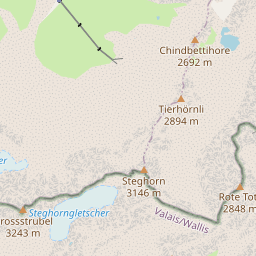 Chindbettihore
2692 m
Tierhörnli
2894 m
Steghorn
3146 m
Steghorngletscher
Valais/Wallis
Rote Tot
2848 m
rossstrubel
3243 m